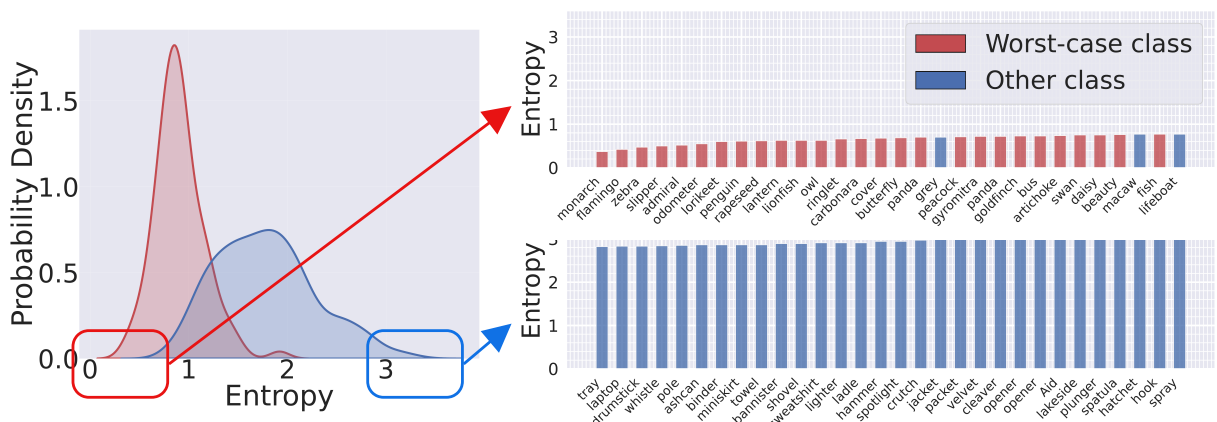 Probability Density
1.5
1.0
0.5
0.0
0 1 2 3
Entropy
Entropy
3
2
1
0
Worst-case class
Other class
monarch
flamingo
zebra
slipper
admiral
odometer
lorikeet
penguin
rapeseed
lantern
lionfish
owl
ringlet
carbonara
cover
butterfly
panda
grey
peacock
gyromitra
panda
goldfinch
bus
artichoke
swan
daisy
beauty
macaw
fish
lifeboat
Entropy
3
2
1
0
tray
laptop
drumstick
whistle
pole
ashcan
binder
miniskirt
towel
bannister
shovel
sweatshirt
lighter
ladle
hammer
spotlight
crutch
jacket
packet
velvet
cleaver
opener
opener
Aid
lakeside
plunger
spatula
hatchet
hook
spray